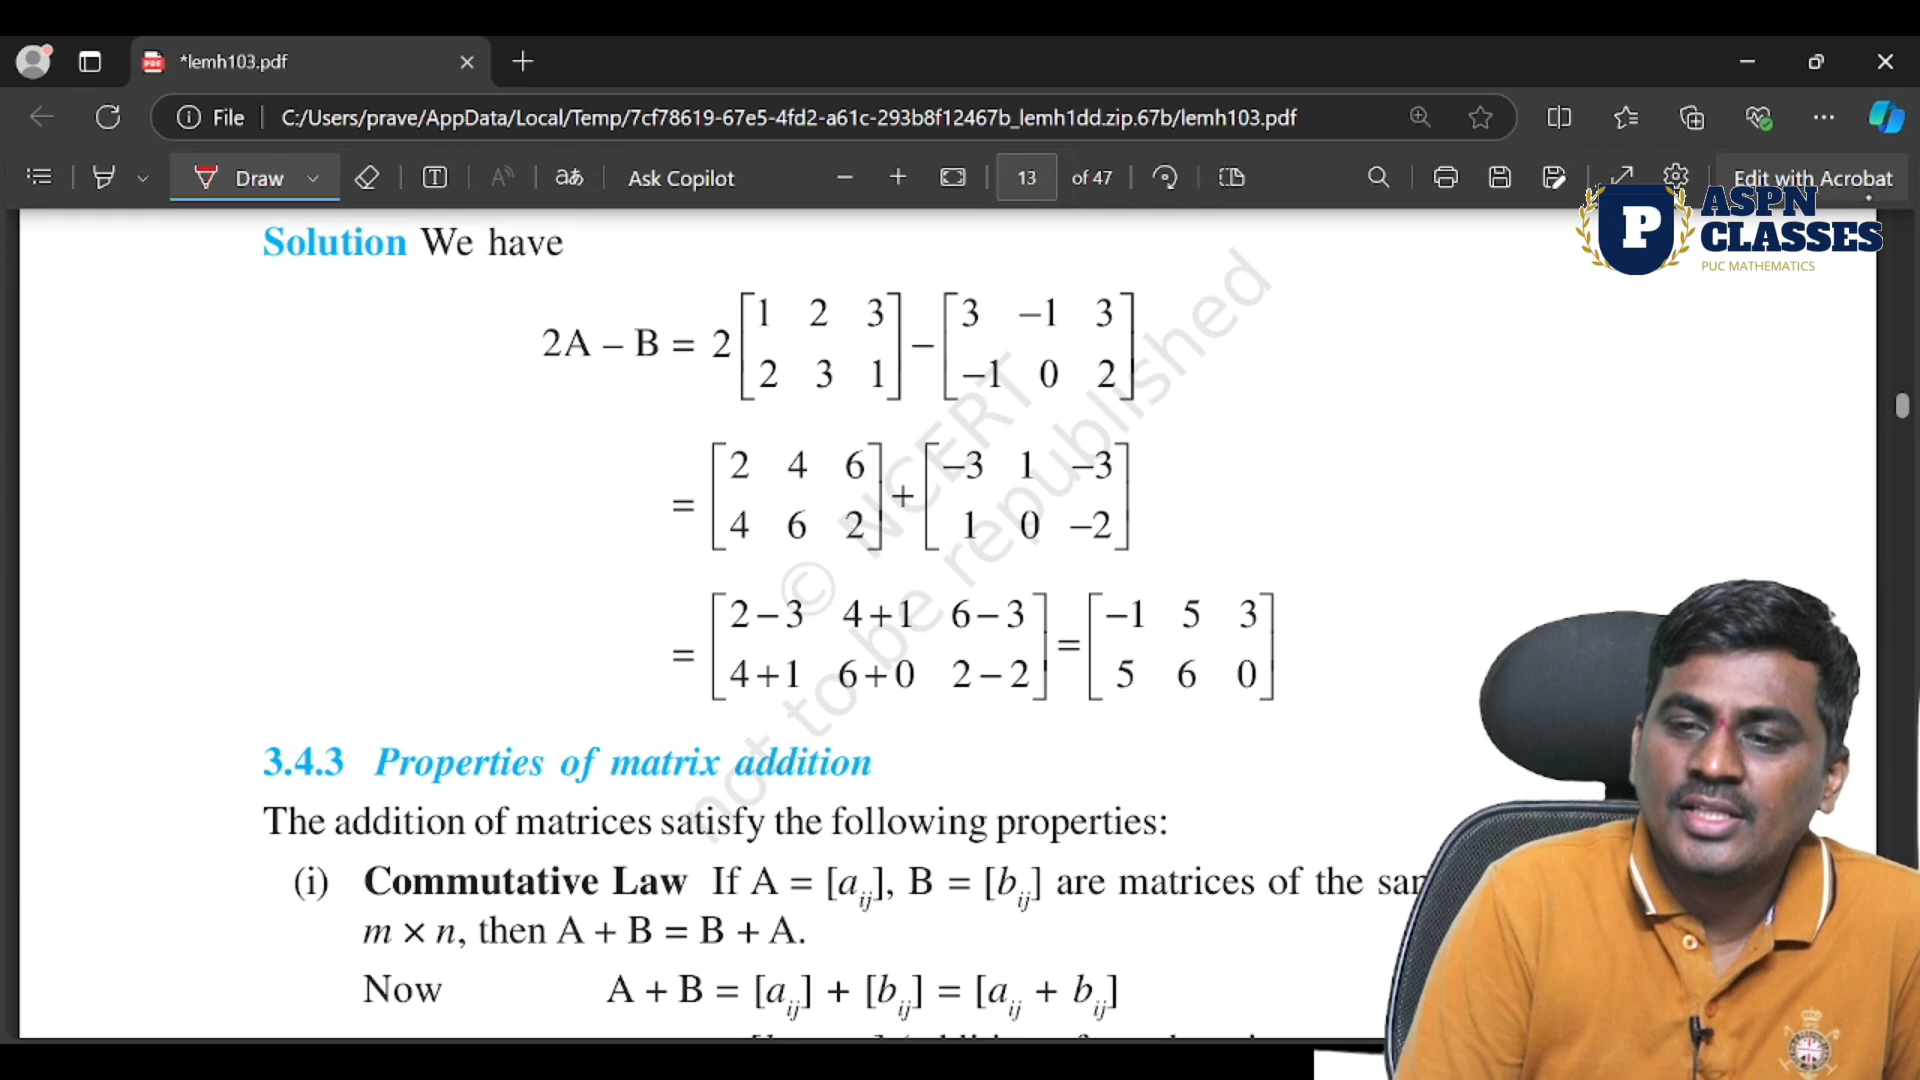 *lemh103.pdf
File C:/Users/prave/AppData/Local/Temp/7cf78619-67e5-4fd2-a61c-293b8f12467b_lemh1dd.zip.67b/lemh103.pdf
Draw aあ Ask Copilot 13 of 47 Edit with Acrobat
P ASPN CLASSES
PUC MATHEMATICS
Solution We have
2A – B = 2 [1 2 3; 2 3 1] − [3 −1 3; −1 0 2]
= [2 4 6; 4 6 2] + [−3 1 −3; 1 0 −2]
= [2−3 4+1 6−3; 4+1 6+0 2−2] = [−1 5 3; 5 6 0]
© NCERT
not to be republished
3.4.3 Properties of matrix addition
The addition of matrices satisfy the following properties:
(i) Commutative Law If A = [aij], B = [bij] are matrices of the
m × n, then A + B = B + A.
Now A + B = [aij] + [bij] = [aij + bij]